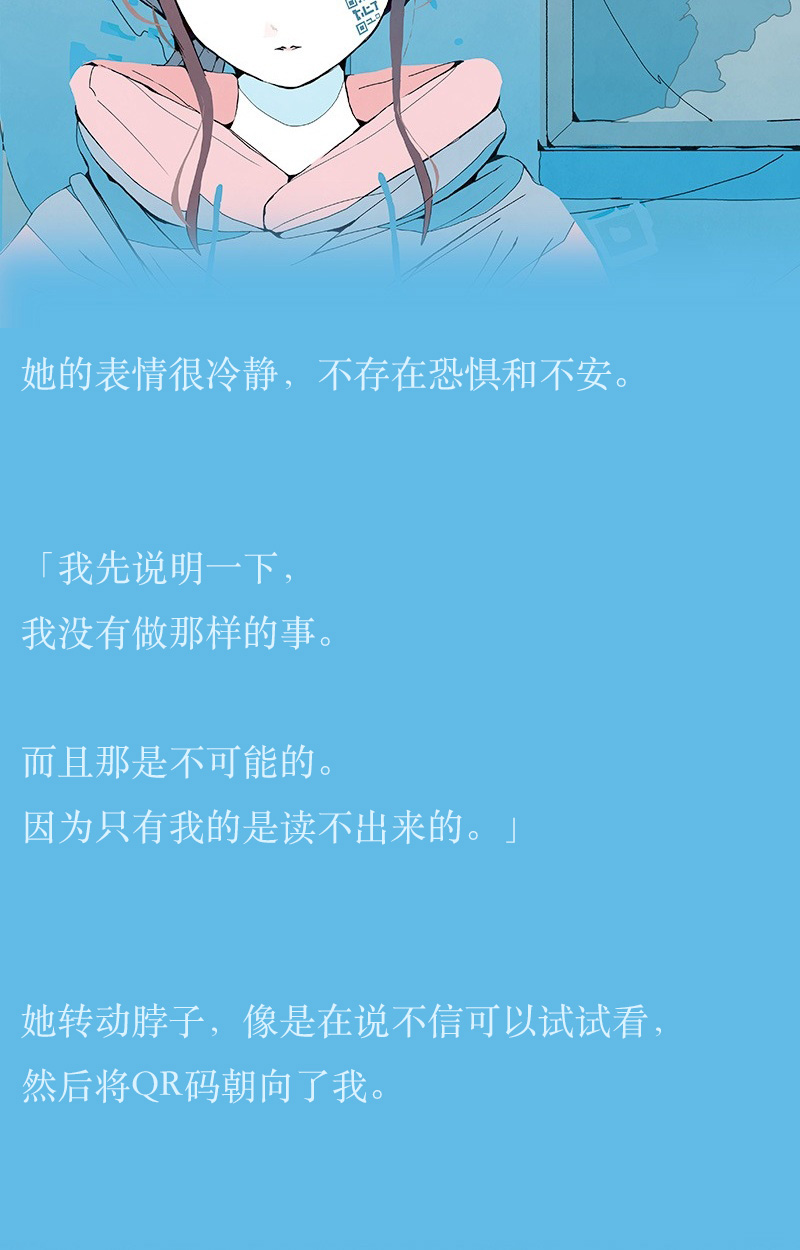 她的表情很冷静，不存在恐惧和不安。
「我先说明一下，
我没有做那样的事。
而且那是不可能的。
因为只有我的是读不出来的。」
她转动脖子，像是在说不信可以试试看，
然后将QR码朝向了我。